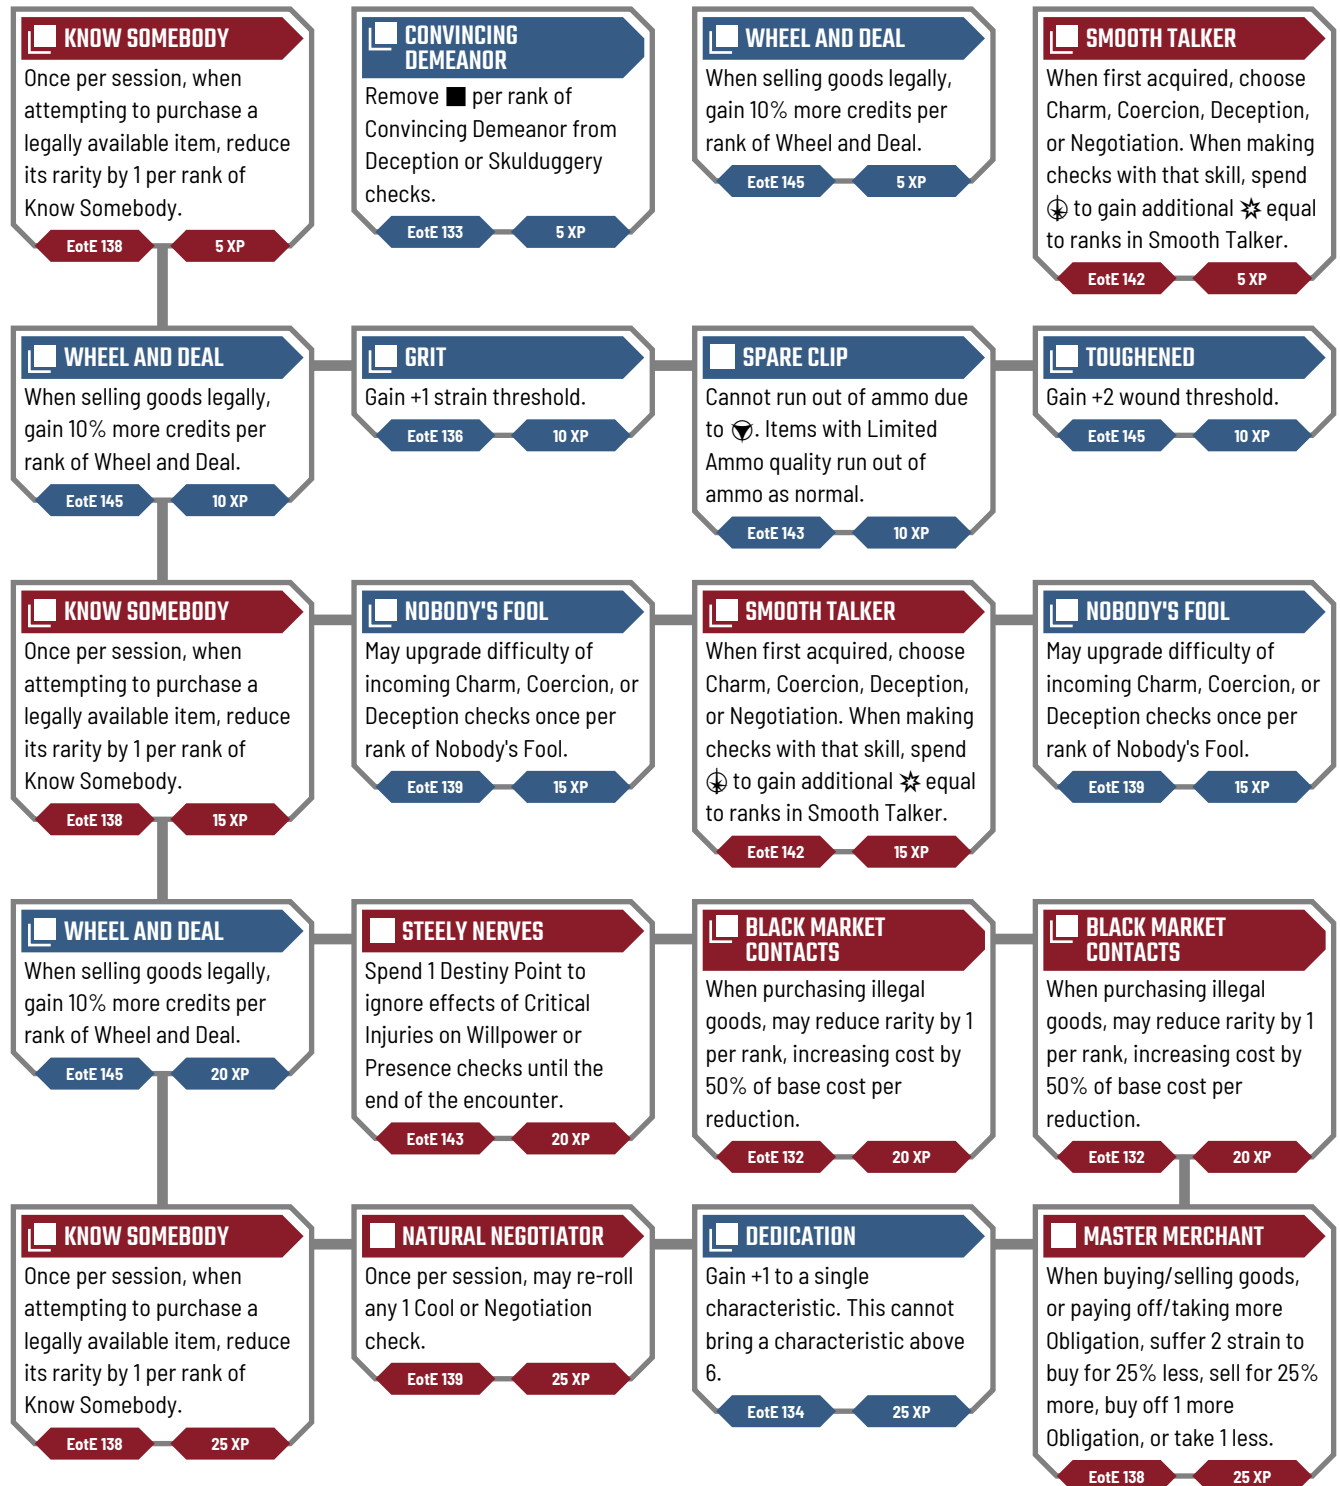 KNOW SOMEBODY
Once per session, when
attempting to purchase a
legally available item, reduce
its rarity by 1 per rank of
Know Somebody.
EotE 138
5 XP
CONVINCING
DEMEANOR
Remove ■ per rank of
Convincing Demeanor from
Deception or Skulduggery
checks.
EotE 133
5 XP
WHEEL AND DEAL
When selling goods legally,
gain 10% more credits per
rank of Wheel and Deal.
EotE 145
5 XP
SMOOTH TALKER
When first acquired, choose
Charm, Coercion, Deception,
or Negotiation. When making
checks with that skill, spend
to gain additional equal
to ranks in Smooth Talker.
EotE 142
5 XP
WHEEL AND DEAL
When selling goods legally,
gain 10% more credits per
rank of Wheel and Deal.
EotE 145
10 XP
GRIT
Gain +1 strain threshold.
EotE 136
10 XP
SPARE CLIP
Cannot run out of ammo due
to . Items with Limited
Ammo quality run out of
ammo as normal.
EotE 143
10 XP
TOUGHENED
Gain +2 wound threshold.
EotE 145
10 XP
KNOW SOMEBODY
Once per session, when
attempting to purchase a
legally available item, reduce
its rarity by 1 per rank of
Know Somebody.
EotE 138
15 XP
NOBODY'S FOOL
May upgrade difficulty of
incoming Charm, Coercion, or
Deception checks once per
rank of Nobody's Fool.
EotE 139
15 XP
SMOOTH TALKER
When first acquired, choose
Charm, Coercion, Deception,
or Negotiation. When making
checks with that skill, spend
to gain additional equal
to ranks in Smooth Talker.
EotE 142
15 XP
NOBODY'S FOOL
May upgrade difficulty of
incoming Charm, Coercion, or
Deception checks once per
rank of Nobody's Fool.
EotE 139
15 XP
WHEEL AND DEAL
When selling goods legally,
gain 10% more credits per
rank of Wheel and Deal.
EotE 145
20 XP
STEELY NERVES
Spend 1 Destiny Point to
ignore effects of Critical
Injuries on Willpower or
Presence checks until the
end of the encounter.
EotE 143
20 XP
BLACK MARKET
CONTACTS
When purchasing illegal
goods, may reduce rarity by 1
per rank, increasing cost by
50% of base cost per
reduction.
EotE 132
20 XP
BLACK MARKET
CONTACTS
When purchasing illegal
goods, may reduce rarity by 1
per rank, increasing cost by
50% of base cost per
reduction.
EotE 132
20 XP
KNOW SOMEBODY
Once per session, when
attempting to purchase a
legally available item, reduce
its rarity by 1 per rank of
Know Somebody.
EotE 138
25 XP
NATURAL NEGOTIATOR
Once per session, may re-roll
any 1 Cool or Negotiation
check.
EotE 139
25 XP
DEDICATION
Gain +1 to a single
characteristic. This cannot
bring a characteristic above
6.
EotE 134
25 XP
MASTER MERCHANT
When buying/selling goods,
or paying off/taking more
Obligation, suffer 2 strain to
buy for 25% less, sell for 25%
more, buy off 1 more
Obligation, or take 1 less.
EotE 138
25 XP